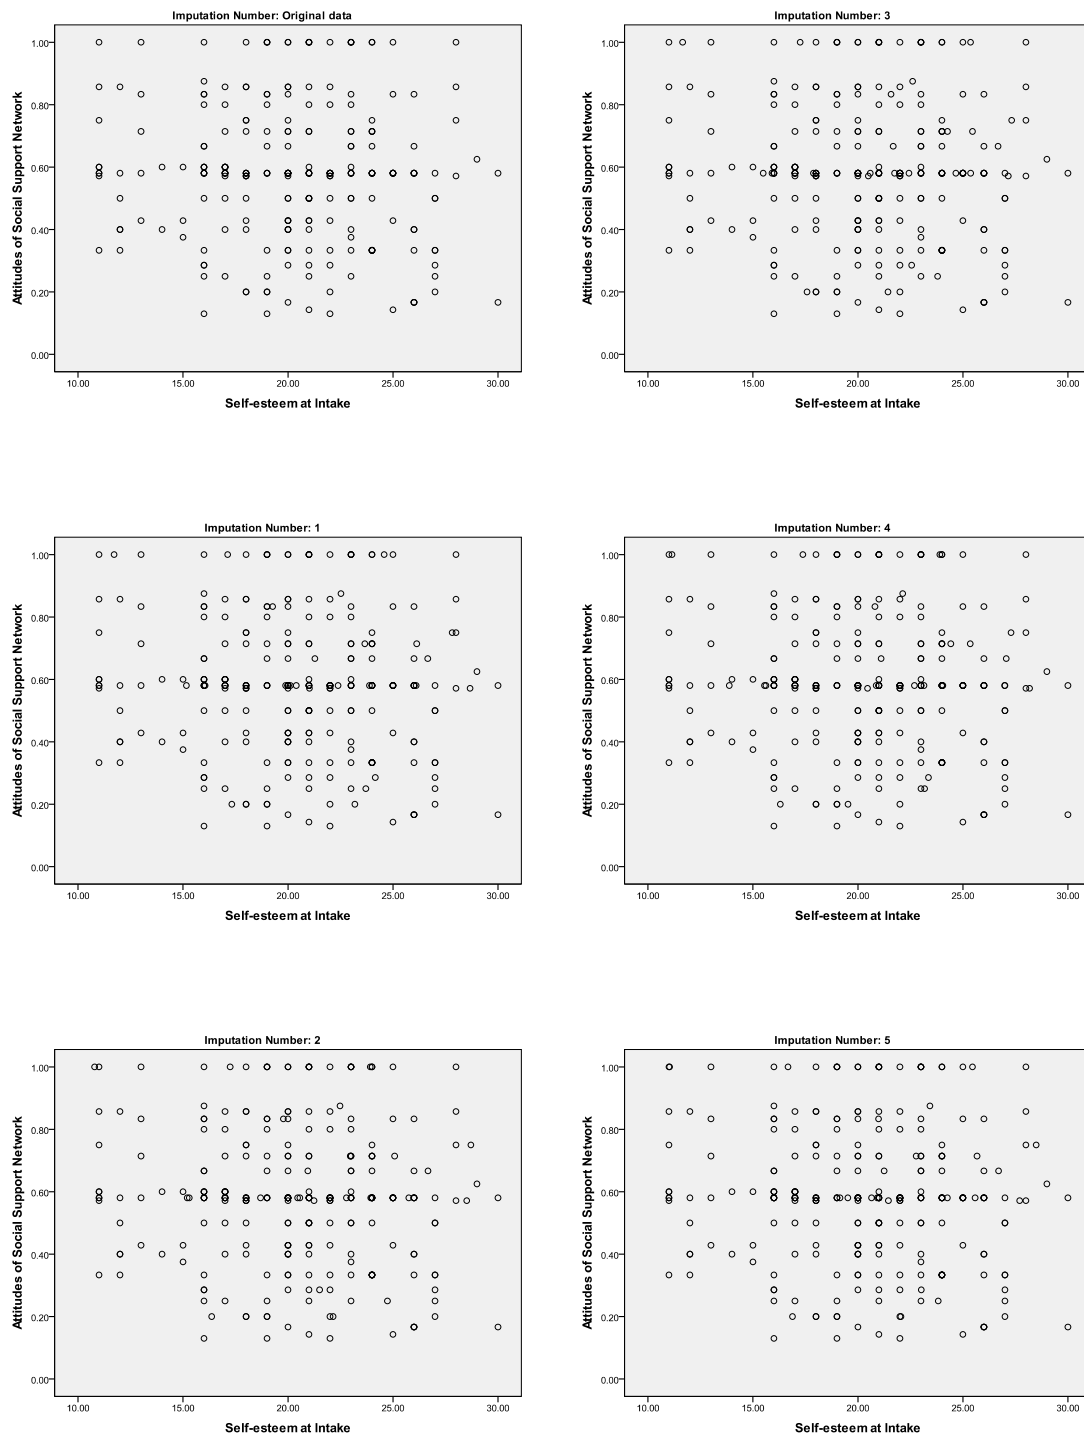 Imputation Number: Original data
Attitudes of Social Support Network
1.00
0.80
0.60
0.40
0.20
0.00
10.00 15.00 20.00 25.00 30.00
Self-esteem at Intake
Imputation Number: 3
Attitudes of Social Support Network
1.00
0.80
0.60
0.40
0.20
0.00
10.00 15.00 20.00 25.00 30.00
Self-esteem at Intake
Imputation Number: 1
Attitudes of Social Support Network
1.00
0.80
0.60
0.40
0.20
0.00
10.00 15.00 20.00 25.00 30.00
Self-esteem at Intake
Imputation Number: 4
Attitudes of Social Support Network
1.00
0.80
0.60
0.40
0.20
0.00
10.00 15.00 20.00 25.00 30.00
Self-esteem at Intake
Imputation Number: 2
Attitudes of Social Support Network
1.00
0.80
0.60
0.40
0.20
0.00
10.00 15.00 20.00 25.00 30.00
Self-esteem at Intake
Imputation Number: 5
Attitudes of Social Support Network
1.00
0.80
0.60
0.40
0.20
0.00
10.00 15.00 20.00 25.00 30.00
Self-esteem at Intake